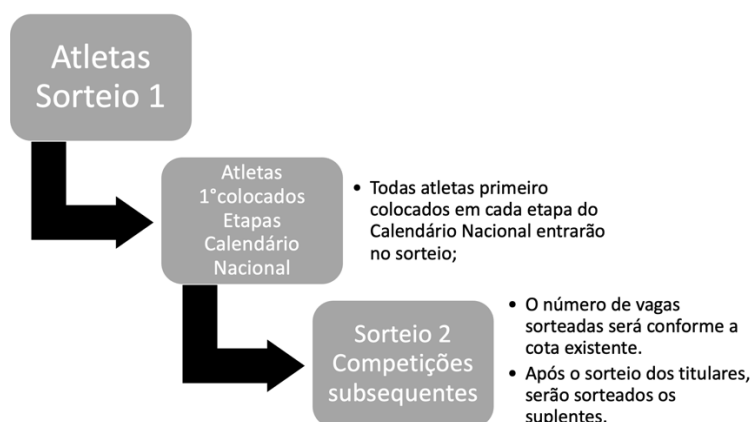 Atletas
Sorteio 1
Atletas
1°colocados
Etapas
Calendário
Nacional
• Todas atletas primeiro
colocados em cada etapa do
Calendário Nacional entrarão
no sorteio;
Sorteio 2
Competições
subsequentes
• O número de vagas
sorteadas será conforme a
cota existente.
• Após o sorteio dos titulares,
serão sorteados os
suplentes.